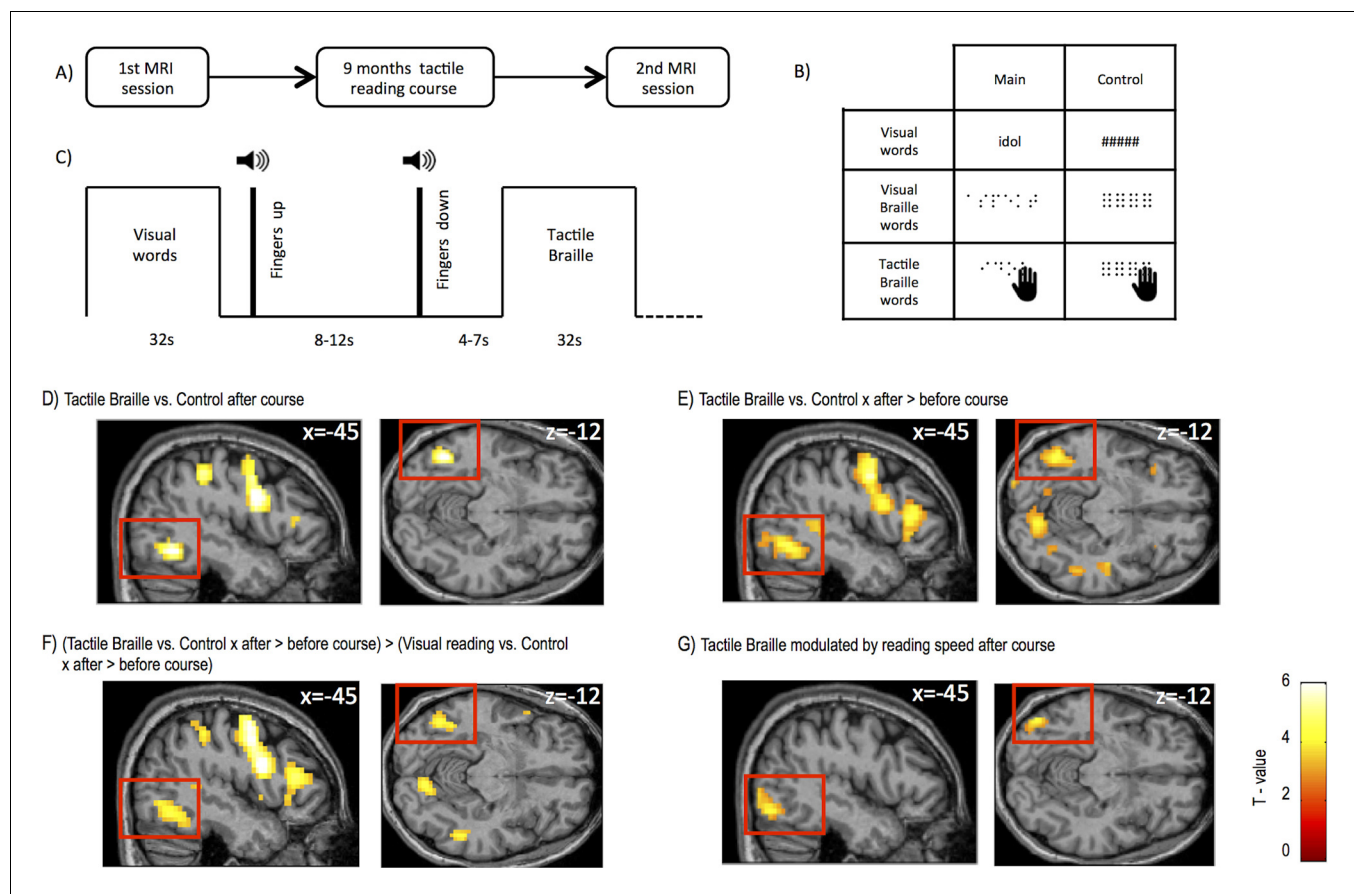 A)
1st MRI
session
9 months tactile
reading course
2nd MRI
session
B)
Main
Control
Visual
words
idol
#####
Visual
Braille
words
Tactile
Braille
words
C)
Visual
words
Fingers up
Fingers down
Tactile
Braille
32s
8-12s
4-7s
32s
D) Tactile Braille vs. Control after course
x=-45
z=-12
E) Tactile Braille vs. Control x after > before course
x=-45
z=-12
F) (Tactile Braille vs. Control x after > before course) > (Visual reading vs. Control
x after > before course)
x=-45
z=-12
G) Tactile Braille modulated by reading speed after course
x=-45
z=-12
6
4
2
0
T - value